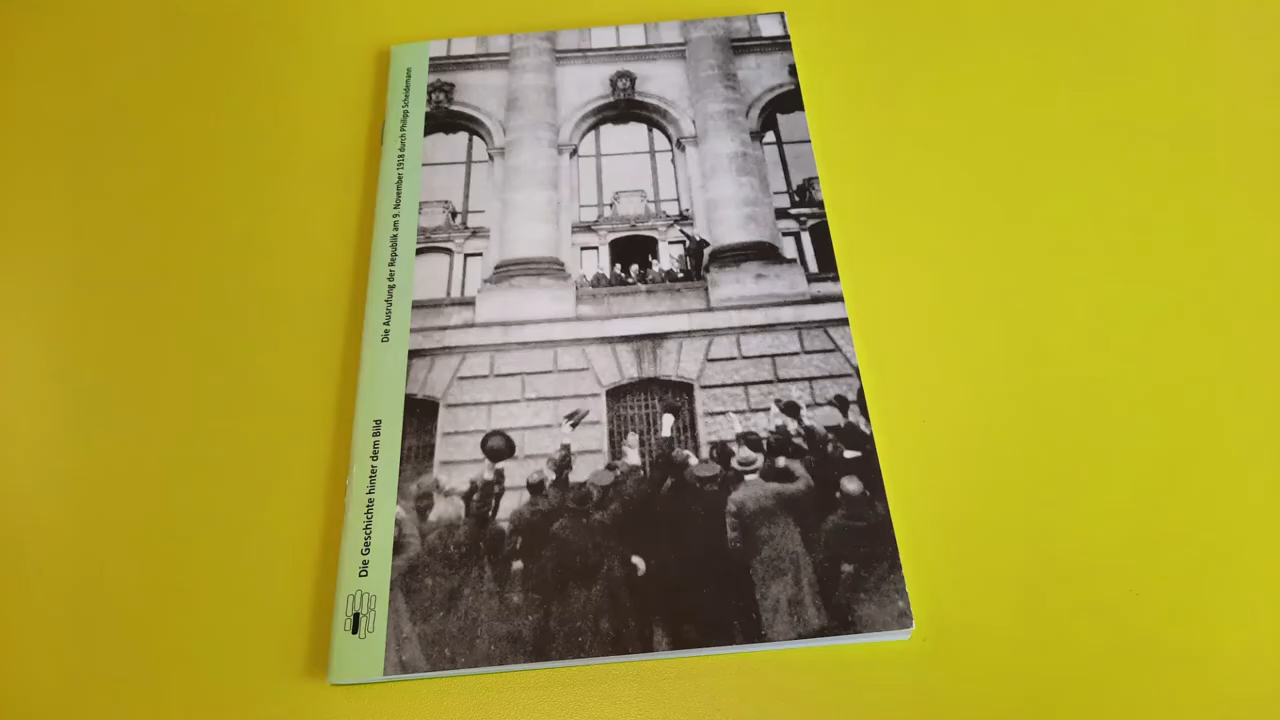 Die Geschichte hinter dem Bild
Die Ausrufung der Republik am 9. November 1918 durch Philipp Scheidemann